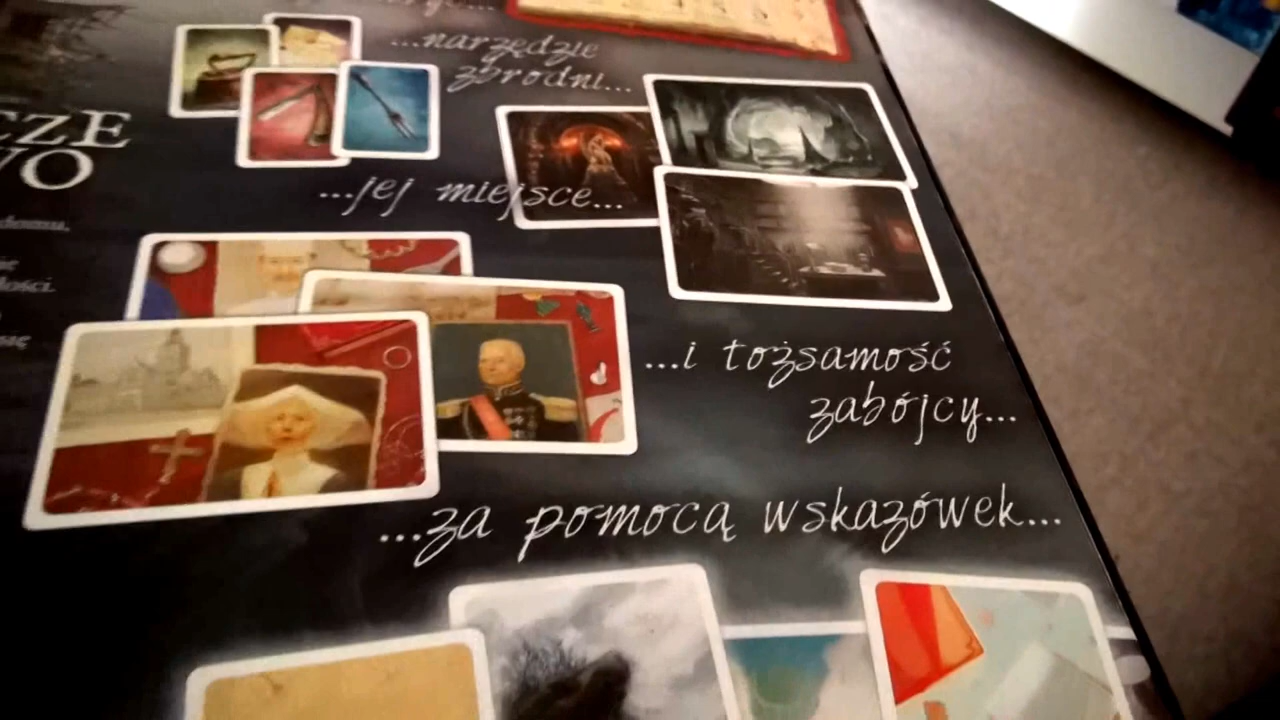 ...narzędzie
zbrodni...
...jej miejsce...
CZE
WO
...i tożsamość
zabójcy...
...za pomocą wskazówek...